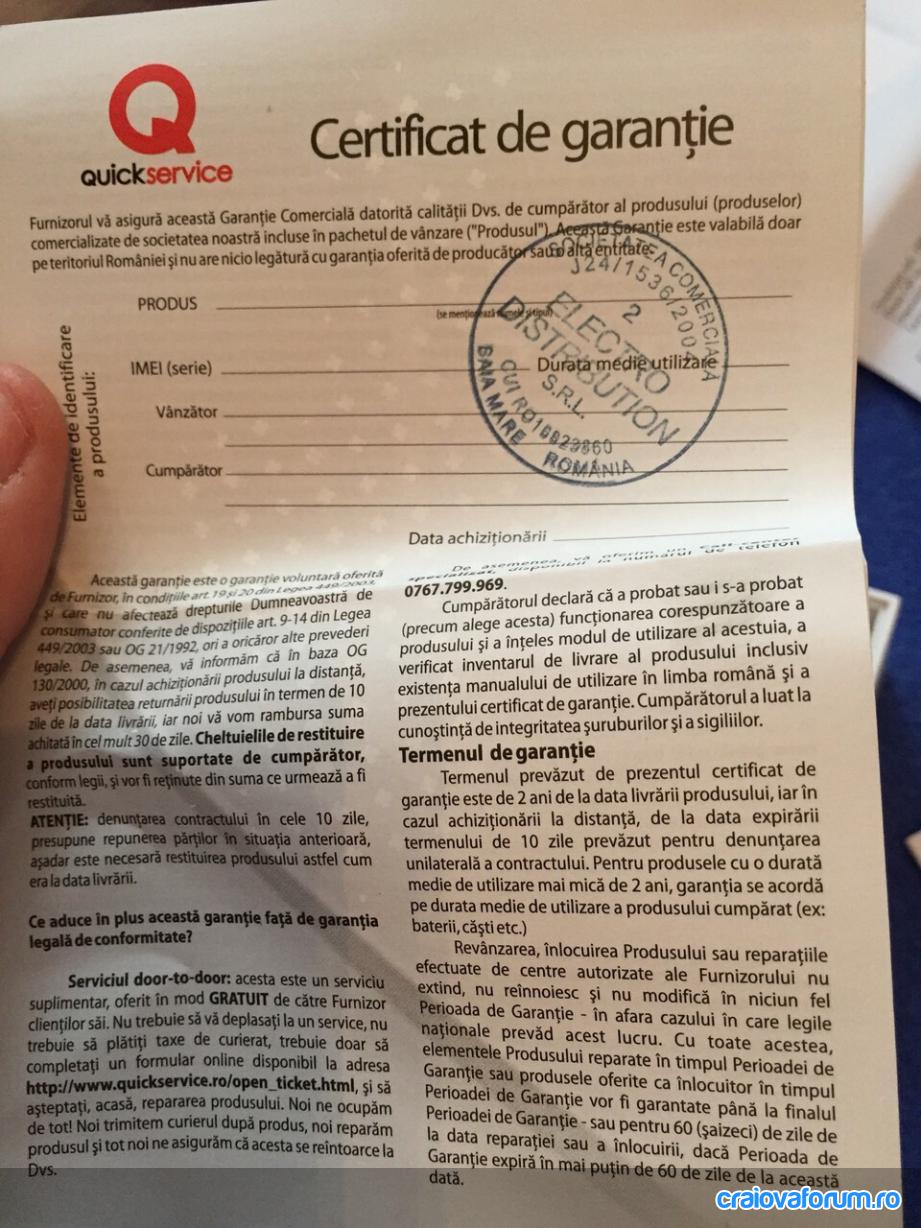 Q
quickservice
Certificat de garanție
Furnizorul vă asigură această Garanție Comercială datorită calității Dvs. de cumpărător al produsului (produselor)
comercializate de societatea noastră incluse în pachetul de vânzare ("Produsul"). Această Garanție este valabilă doar
pe teritoriul României și nu are nicio legătură cu garanția oferită de producător sau o altă entitate.
Elemente de identificare
a produsului:
PRODUS
(se menționează numele și tipul)
IMEI (serie)
Durata medie utilizare
Vânzător
Cumpărător
Data achiziționării
SOCIETATEA COMERCIALĂ
J24/1536/2004
2
ELECTRO
DISTRIBUTION
S.R.L.
CUI RO16823860
BAIA MARE ROMÂNIA
Această garanție este o garanție voluntară oferită
de Furnizor, în condițiile art. 19 și 20 din Legea 449/2003,
și care nu afectează drepturile Dumneavoastră de
consumator conferite de dispozițiile art. 9-14 din Legea
449/2003 sau OG 21/1992, ori a oricăror alte prevederi
legale. De asemenea, vă informăm că în baza OG
130/2000, în cazul achiziționării produsului la distanță,
aveți posibilitatea returnării produsului în termen de 10
zile de la data livrării, iar noi vă vom rambursa suma
achitată în cel mult 30 de zile. Cheltuielile de restituire
a produsului sunt suportate de cumpărător,
conform legii, și vor fi reținute din suma ce urmează a fi
restituită.
ATENȚIE: denunțarea contractului în cele 10 zile,
presupune repunerea părților în situația anterioară,
așadar este necesară restituirea produsului astfel cum
era la data livrării.
Ce aduce în plus această garanție față de garanția
legală de conformitate?
Serviciul door-to-door: acesta este un serviciu
suplimentar, oferit în mod GRATUIT de către Furnizor
clienților săi. Nu trebuie să vă deplasați la un service, nu
trebuie să plătiți taxe de curierat, trebuie doar să
completați un formular online disponibil la adresa
http://www.quickservice.ro/open_ticket.html, și să
așteptați, acasă, repararea produsului. Noi ne ocupăm
de tot! Noi trimitem curierul după produs, noi reparăm
produsul și tot noi ne asigurăm că acesta se reîntoarce la
Dvs.
De asemenea, vă oferim un call-center
specializat, disponibil la numărul de telefon
0767.799.969.
Cumpărătorul declară că a probat sau i s-a probat
(precum alege acesta) funcționarea corespunzătoare a
produsului și a înțeles modul de utilizare al acestuia, a
verificat inventarul de livrare al produsului inclusiv
existența manualului de utilizare în limba română și a
prezentului certificat de garanție. Cumpărătorul a luat la
cunoștință de integritatea șuruburilor și a sigiliilor.
Termenul de garanție
Termenul prevăzut de prezentul certificat de
garanție este de 2 ani de la data livrării produsului, iar în
cazul achiziționării la distanță, de la data expirării
termenului de 10 zile prevăzut pentru denunțarea
unilaterală a contractului. Pentru produsele cu o durată
medie de utilizare mai mică de 2 ani, garanția se acordă
pe durata medie de utilizare a produsului cumpărat (ex:
baterii, căști etc.)
Revânzarea, înlocuirea Produsului sau reparațiile
efectuate de centre autorizate ale Furnizorului nu
extind, nu reînnoiesc și nu modifică în niciun fel
Perioada de Garanție - în afara cazului în care legile
naționale prevăd acest lucru. Cu toate acestea,
elementele Produsului reparate în timpul Perioadei de
Garanție sau produsele oferite ca înlocuitor în timpul
Perioadei de Garanție vor fi garantate până la finalul
Perioadei de Garanție - sau pentru 60 (șaizeci) de zile de
la data reparației sau a înlocuirii, dacă Perioada de
Garanție expiră în mai puțin de 60 de zile de la această
dată.
craiovaforum.ro